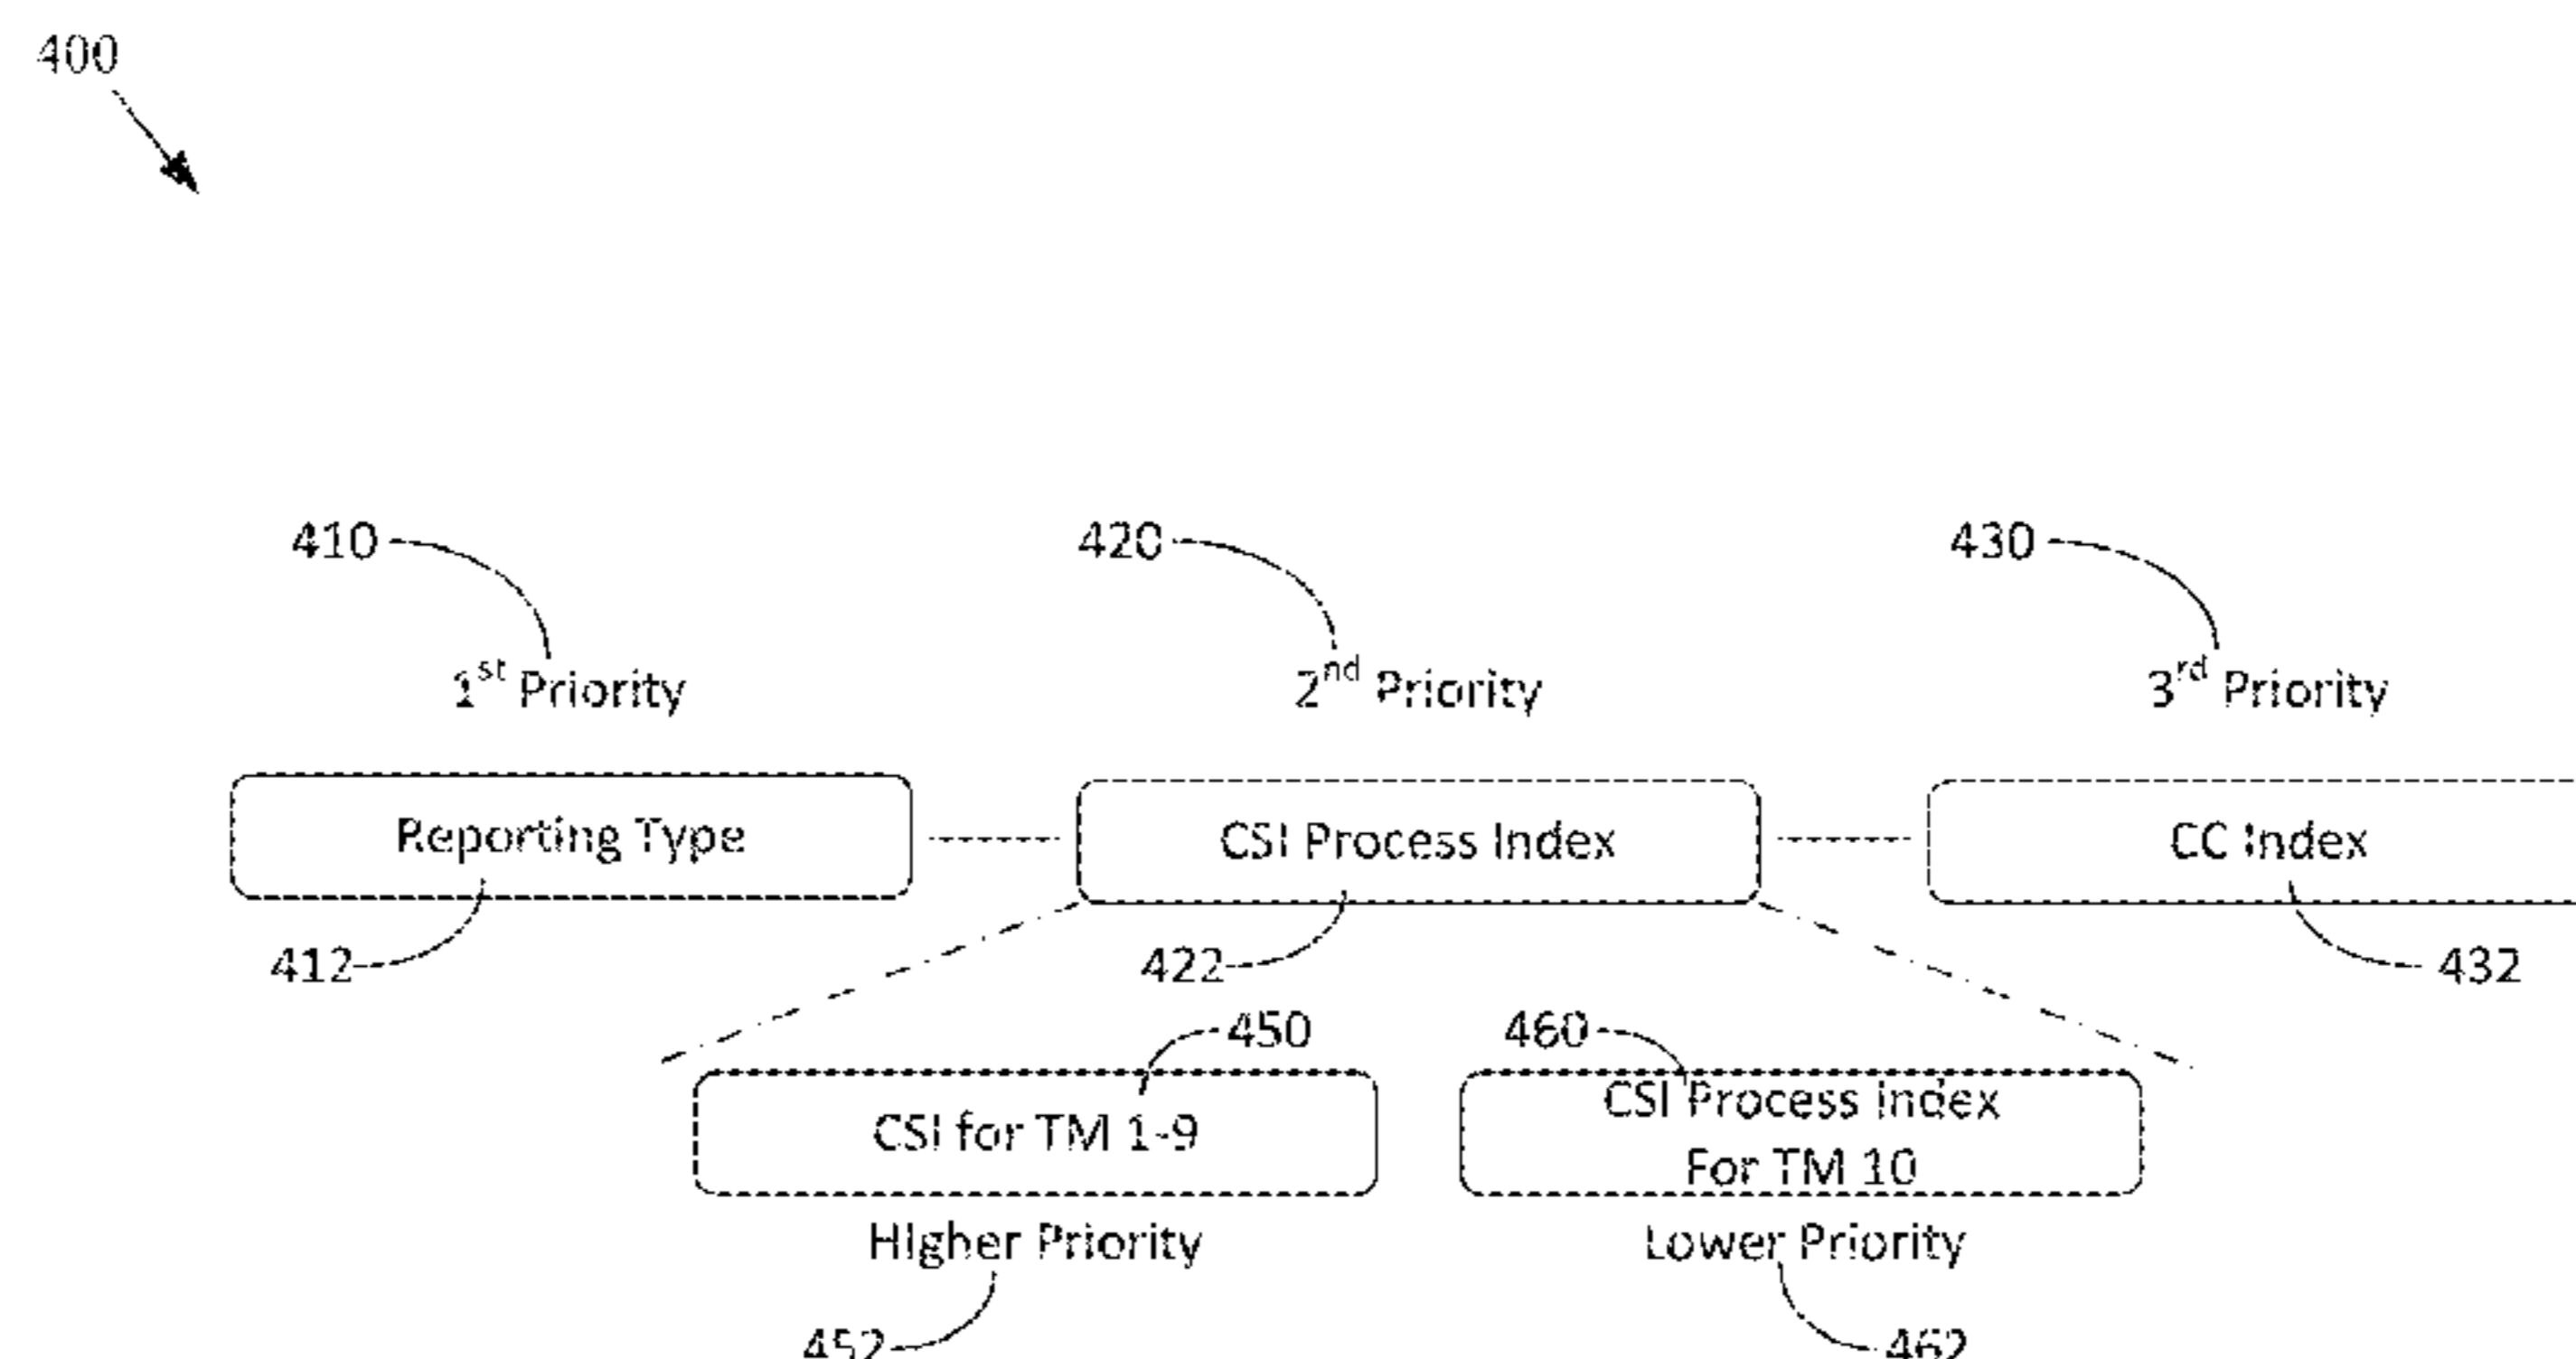 400
410 420 430
1st Priority 2nd Priority 3rd Priority
Reporting Type CSI Process Index CC Index
412 422 432
450 460
CSI for TM 1-9 CSI Process Index
For TM 10
HIgher Priority Lower Priority
452 462